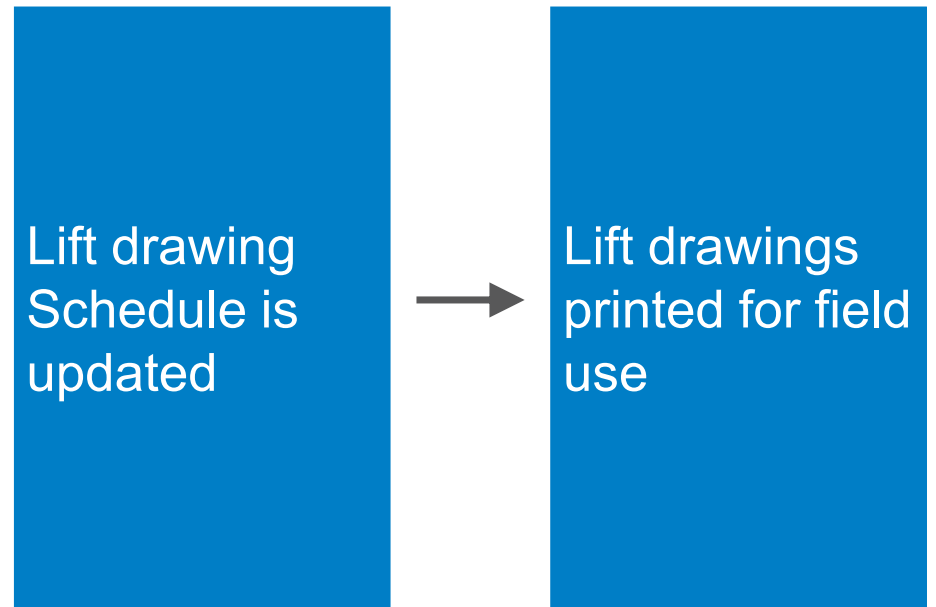 Lift drawing
Schedule is
updated
Lift drawings
printed for field
use